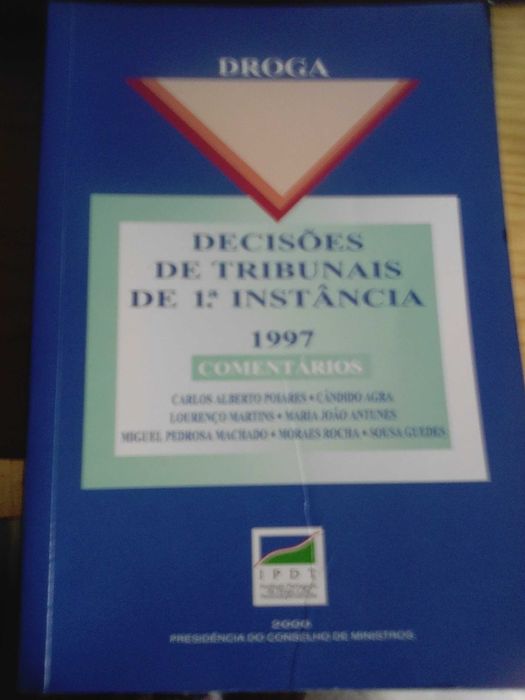 DROGA
DECISÕES
DE TRIBUNAIS
DE 1.ª INSTÂNCIA
1997
COMENTÁRIOS
CARLOS ALBERTO POIARES • CÂNDIDO AGRA
LOURENÇO MARTINS • MARIA JOÃO ANTUNES
MIGUEL PEDROSA MACHADO • MORAES ROCHA • SOUSA GUEDES
I P D T
2000
PRESIDÊNCIA DO CONSELHO DE MINISTROS